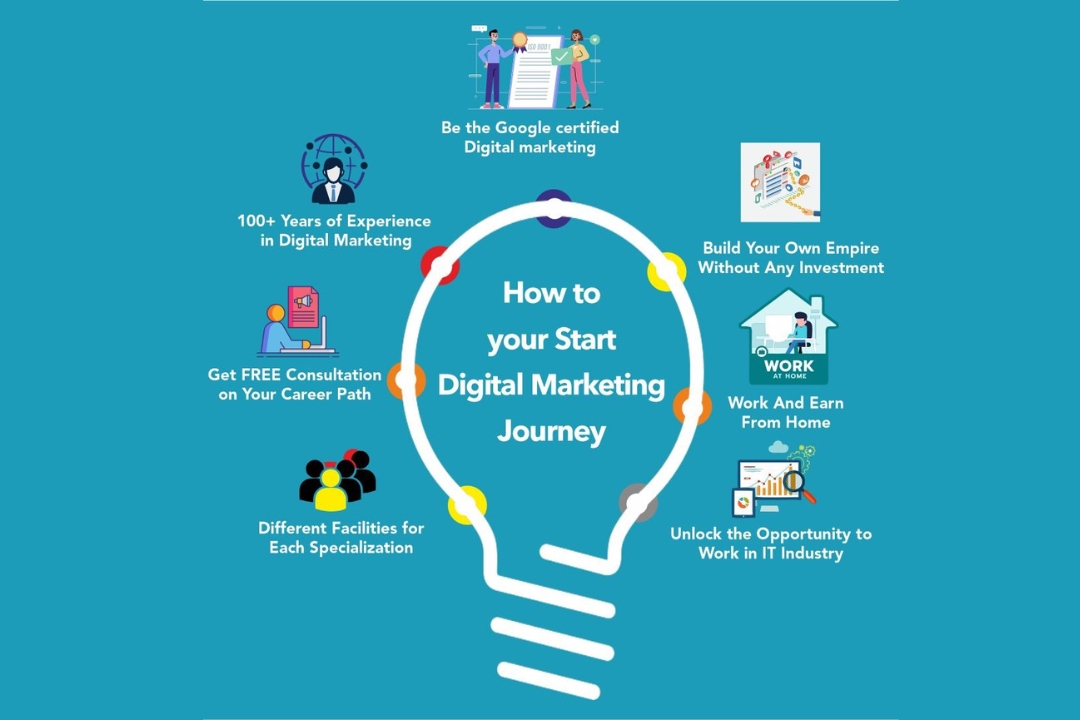 ISO 9001
Be the Google certified
Digital marketing
100+ Years of Experience
in Digital Marketing
Build Your Own Empire
Without Any Investment
How to
your Start
Digital Marketing
Journey
Get FREE Consultation
on Your Career Path
WORK
AT HOME
Work And Earn
From Home
Different Facilities for
Each Specialization
Unlock the Opportunity to
Work in IT Industry